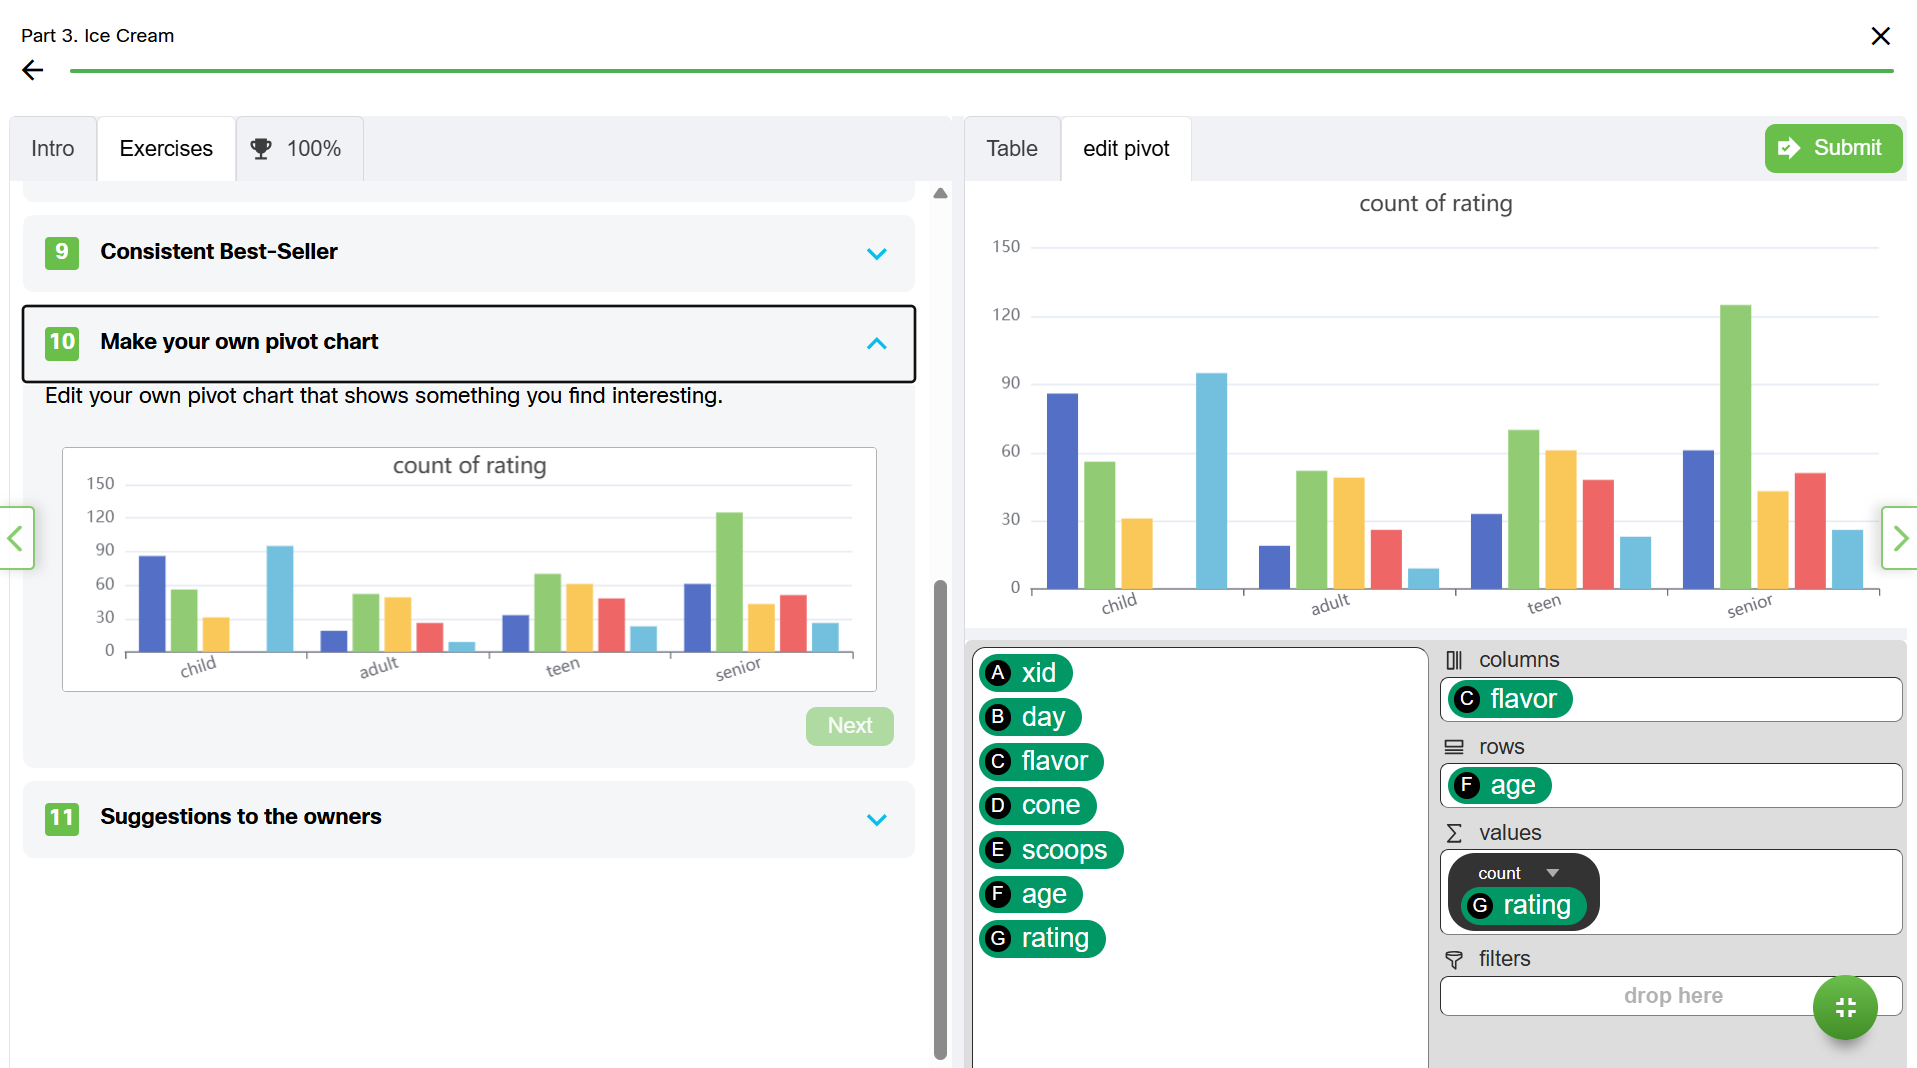 Part 3. Ice Cream
Intro
Exercises
100%
9 Consistent Best-Seller
10 Make your own pivot chart
Edit your own pivot chart that shows something you find interesting.
count of rating
150
120
90
60
30
0
child
adult
teen
senior
Next
11 Suggestions to the owners
Table
edit pivot
Submit
count of rating
150
120
90
60
30
0
child
adult
teen
senior
A xid
B day
C flavor
D cone
E scoops
F age
G rating
columns
C flavor
rows
F age
values
count
G rating
filters
drop here